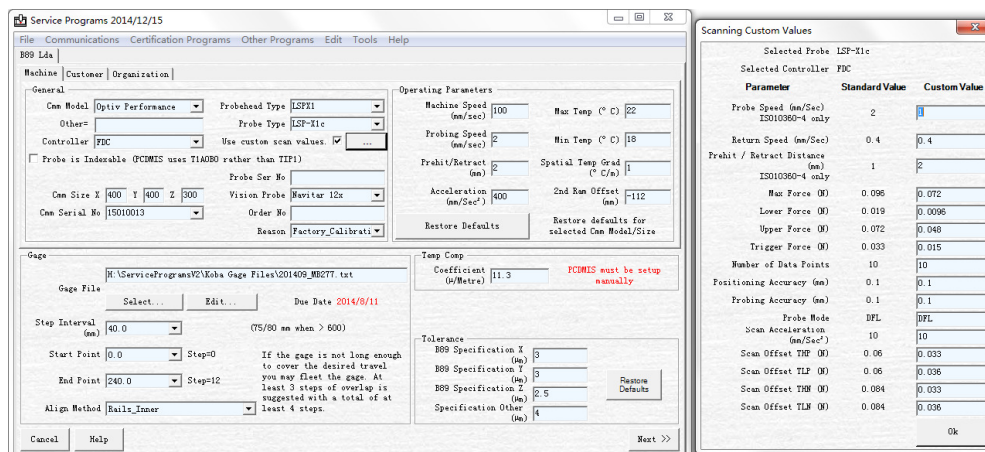 Service Programs 2014/12/15
File Communications Certification Programs Other Programs Edit Tools Help
B89 Lda
Machine Customer Organization
General
Cmm Model Optiv Performance Probehead Type LSPX1
Other= Probe Type LSP-X1c
Controller FDC Use custom scan values. ...
Probe is Indexable (PCDMIS uses T1A0B0 rather than TIP1)
Probe Ser No
Cmm Size X 400 Y 400 Z 300 Vision Probe Navitar 12x
Cmm Serial No 15010013 Order No
Reason Factory_Calibrati
Operating Parameters
Machine Speed (mm/sec) 100 Max Temp (° C) 22
Probing Speed (mm/sec) 2 Min Temp (° C) 18
Prehit/Retract (mm) 2 Spatial Temp Grad (° C/m) 1
Acceleration (mm/Sec²) 400 2nd Ram Offset (mm) -112
Restore Defaults Restore defaults for selected Cmm Model/Size
Gage
Gage File M:\ServiceProgramsV2\Koba Gage Files\201409_MB277.txt
Select... Edit... Due Date 2014/8/11
Step Interval (mm) 40.0 (75/80 mm when > 600)
Start Point 0.0 Step=0
End Point 240.0 Step=12
If the gage is not long enough
to cover the desired travel
you may fleet the gage. At
least 3 steps of overlap is
suggested with a total of at
least 4 steps.
Align Method Rails_Inner
Temp Comp
Coefficient (µ/Metre) 11.3 PCDMIS must be setup manually
Tolerance
B89 Specification X (µm) 3
B89 Specification Y (µm) 3
B89 Specification Z (µm) 2.5
Specification Other (µm) 4
Restore Defaults
Cancel Help Next >>
Scanning Custom Values
Selected Probe LSP-X1c
Selected Controller FDC
Parameter Standard Value Custom Value
Probe Speed (mm/Sec) ISO10360-4 only 2 1
Return Speed (mm/Sec) 0.4 0.4
Prehit / Retract Distance (mm) ISO10360-4 only 1 2
Max Force (N) 0.096 0.072
Lower Force (N) 0.019 0.0096
Upper Force (N) 0.072 0.048
Trigger Force (N) 0.033 0.015
Number of Data Points 10 10
Positioning Accuracy (mm) 0.1 0.1
Probing Accuracy (mm) 0.1 0.1
Probe Mode DFL DFL
Scan Acceleration (mm/Sec²) 10 10
Scan Offset THP (N) 0.06 0.033
Scan Offset TLP (N) 0.06 0.036
Scan Offset THN (N) 0.084 0.033
Scan Offset TLN (N) 0.084 0.036
Ok